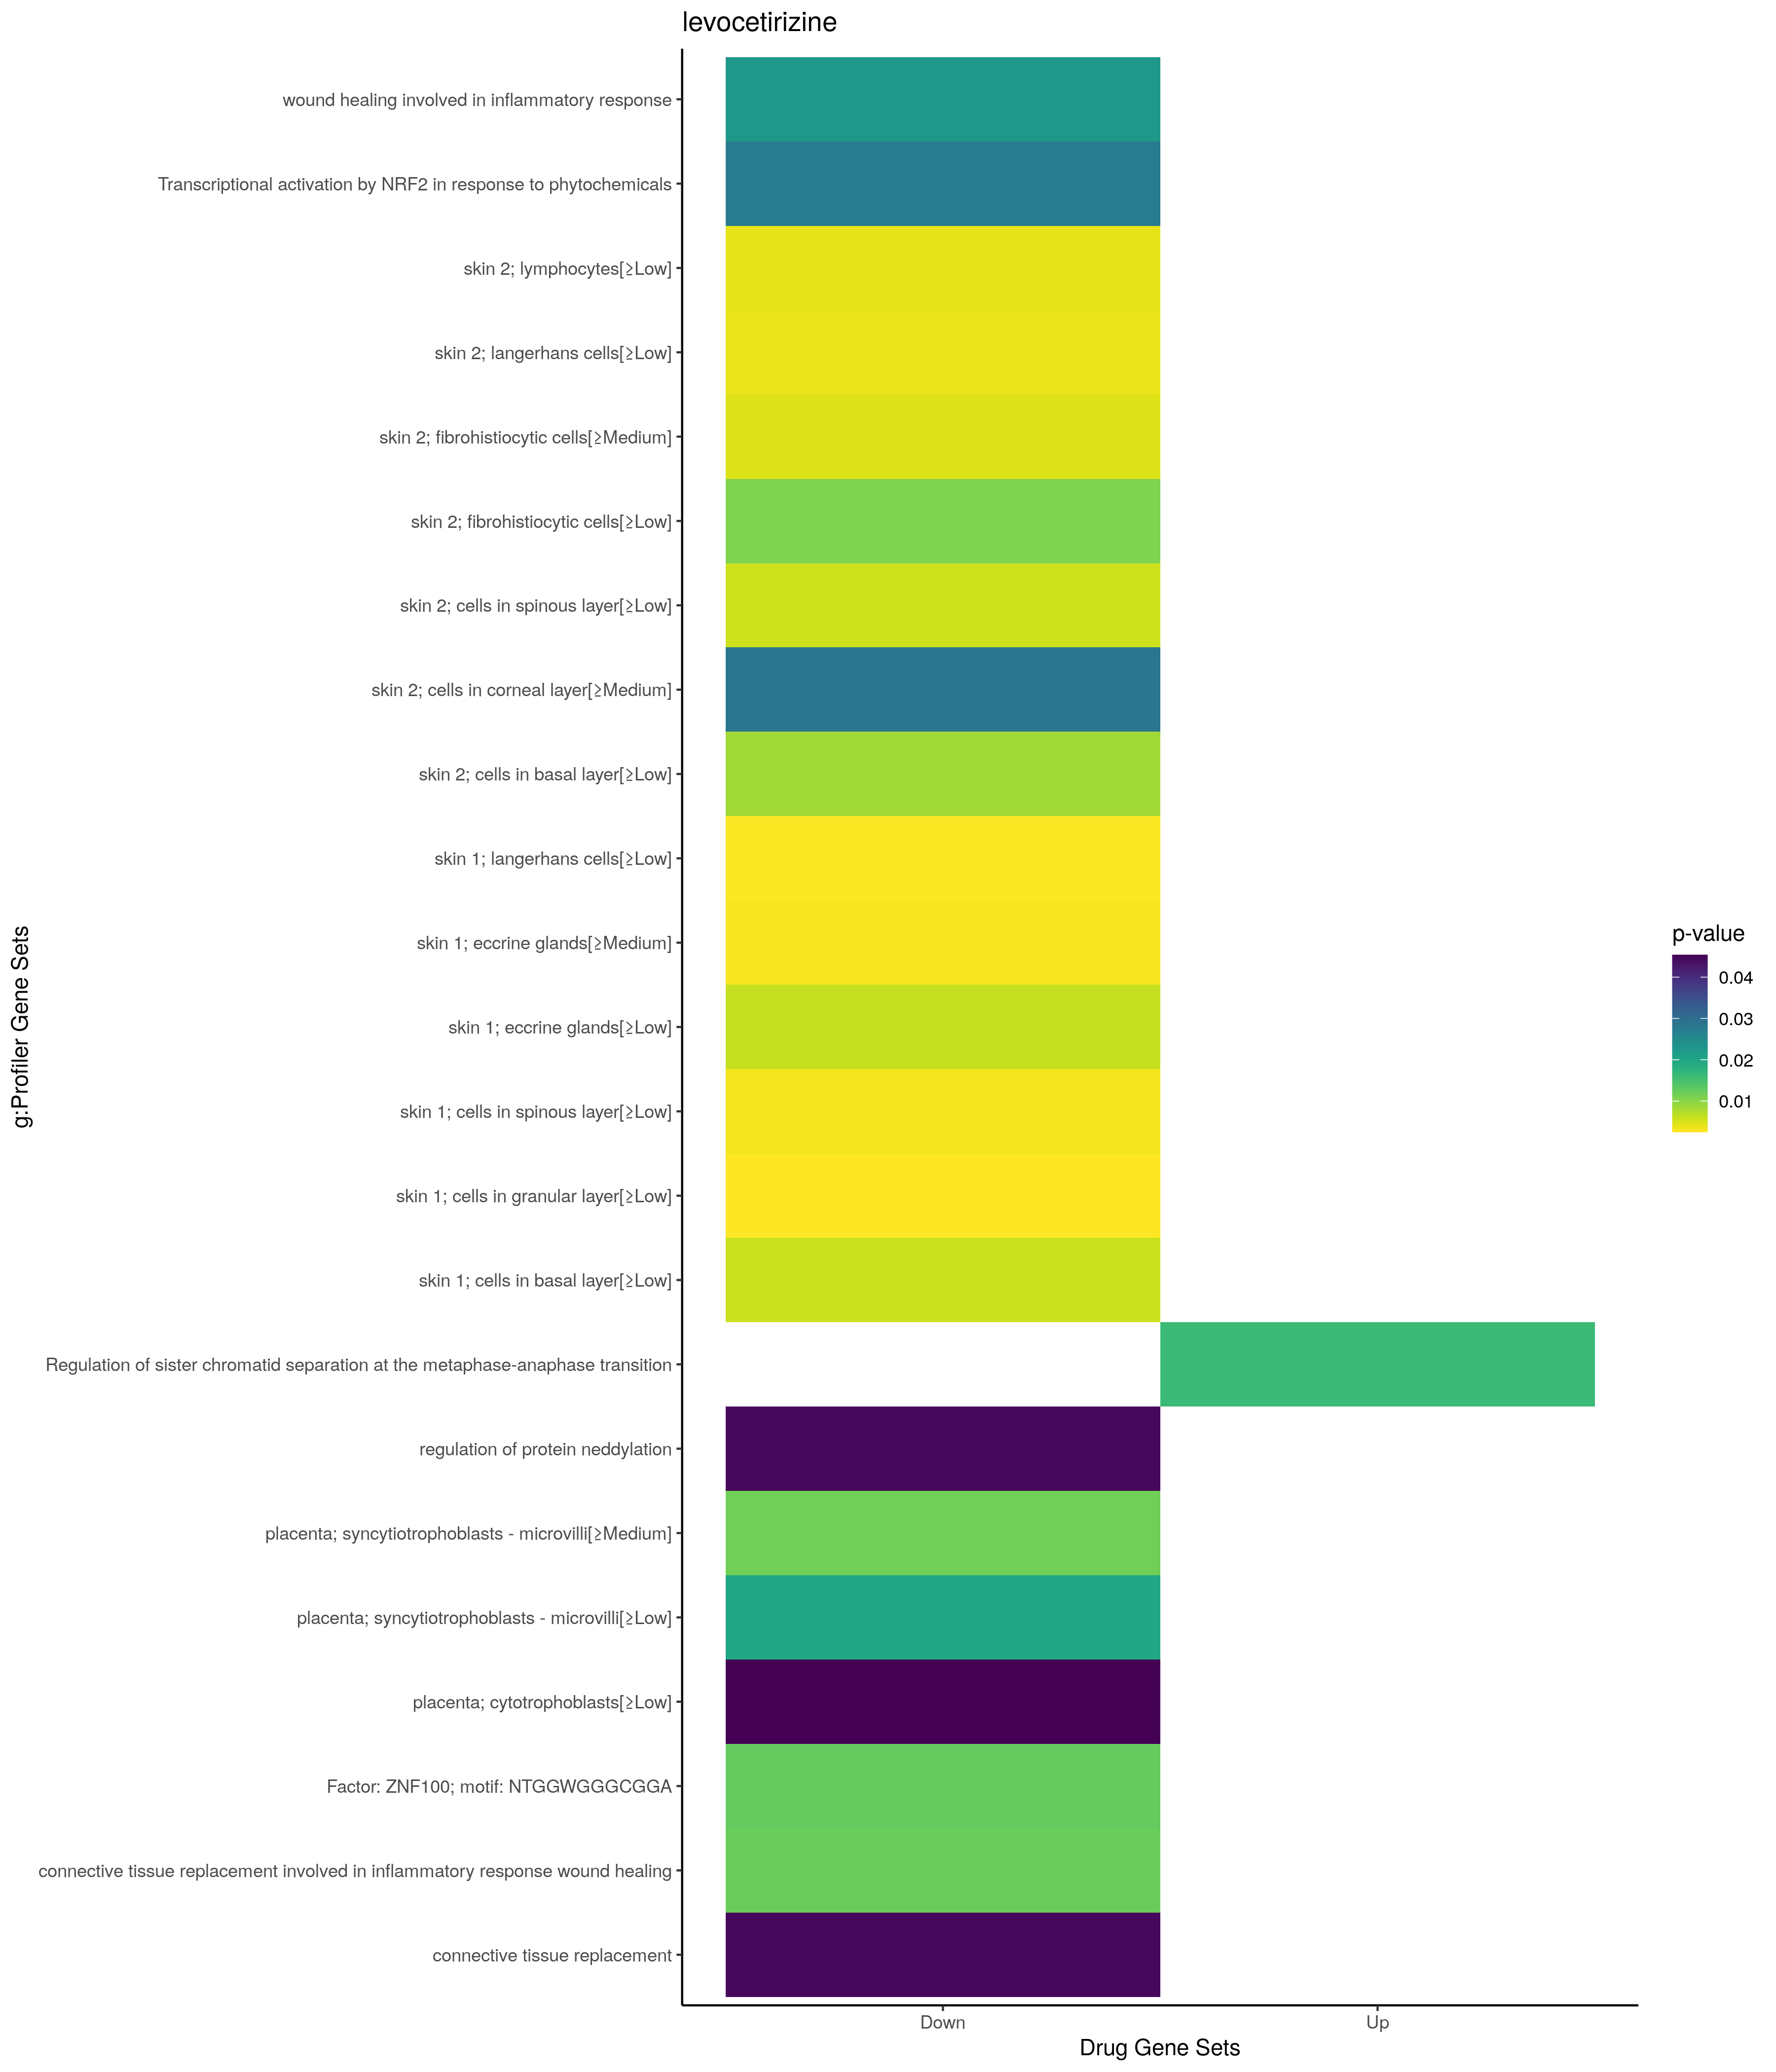 levocetirizine
wound healing involved in inflammatory response
Transcriptional activation by NRF2 in response to phytochemicals
skin 2; lymphocytes[≥Low]
skin 2; langerhans cells[≥Low]
skin 2; fibrohistiocytic cells[≥Medium]
skin 2; fibrohistiocytic cells[≥Low]
skin 2; cells in spinous layer[≥Low]
skin 2; cells in corneal layer[≥Medium]
skin 2; cells in basal layer[≥Low]
skin 1; langerhans cells[≥Low]
skin 1; eccrine glands[≥Medium]
skin 1; eccrine glands[≥Low]
skin 1; cells in spinous layer[≥Low]
skin 1; cells in granular layer[≥Low]
skin 1; cells in basal layer[≥Low]
Regulation of sister chromatid separation at the metaphase-anaphase transition
regulation of protein neddylation
placenta; syncytiotrophoblasts - microvilli[≥Medium]
placenta; syncytiotrophoblasts - microvilli[≥Low]
placenta; cytotrophoblasts[≥Low]
Factor: ZNF100; motif: NTGGWGGGCGGA
connective tissue replacement involved in inflammatory response wound healing
connective tissue replacement
g:Profiler Gene Sets
Down
Up
Drug Gene Sets
p-value
0.04
0.03
0.02
0.01